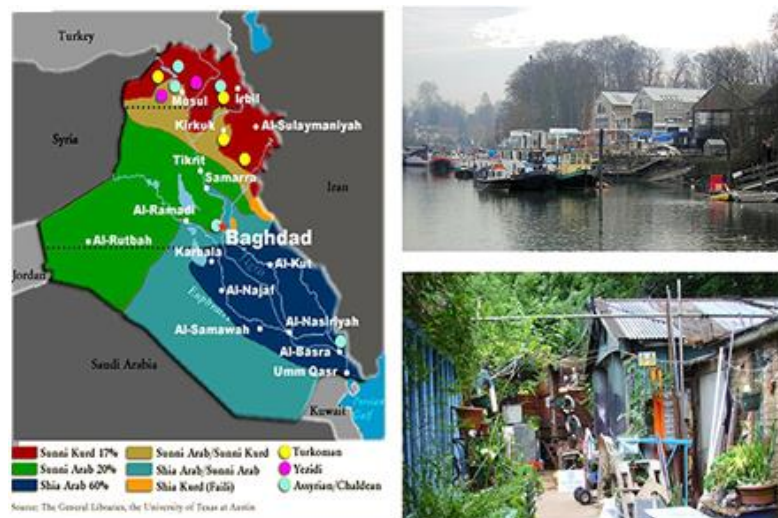 Turkey
Mosul
Irbil
Kirkuk
Al-Sulaymaniyah
Syria
Tikrit
Samarra
Iran
Al-Ramadi
Al-Rutbah
Baghdad
Karbala
Tigris
Al-Kut
Jordan
Al-Najaf
Al-Samawah
Al-Nasiriyah
Al-Basra
Umm Qasr
Saudi Arabia
Kuwait
Sunni Kurd 17%
Sunni Arab/Sunni Kurd
Turkoman
Sunni Arab 20%
Shia Arab/Sunni Arab
Yezidi
Shia Arab 60%
Shia Kurd (Faili)
Assyrian/Chaldean
Source: The General Libraries, the University of Texas at Austin